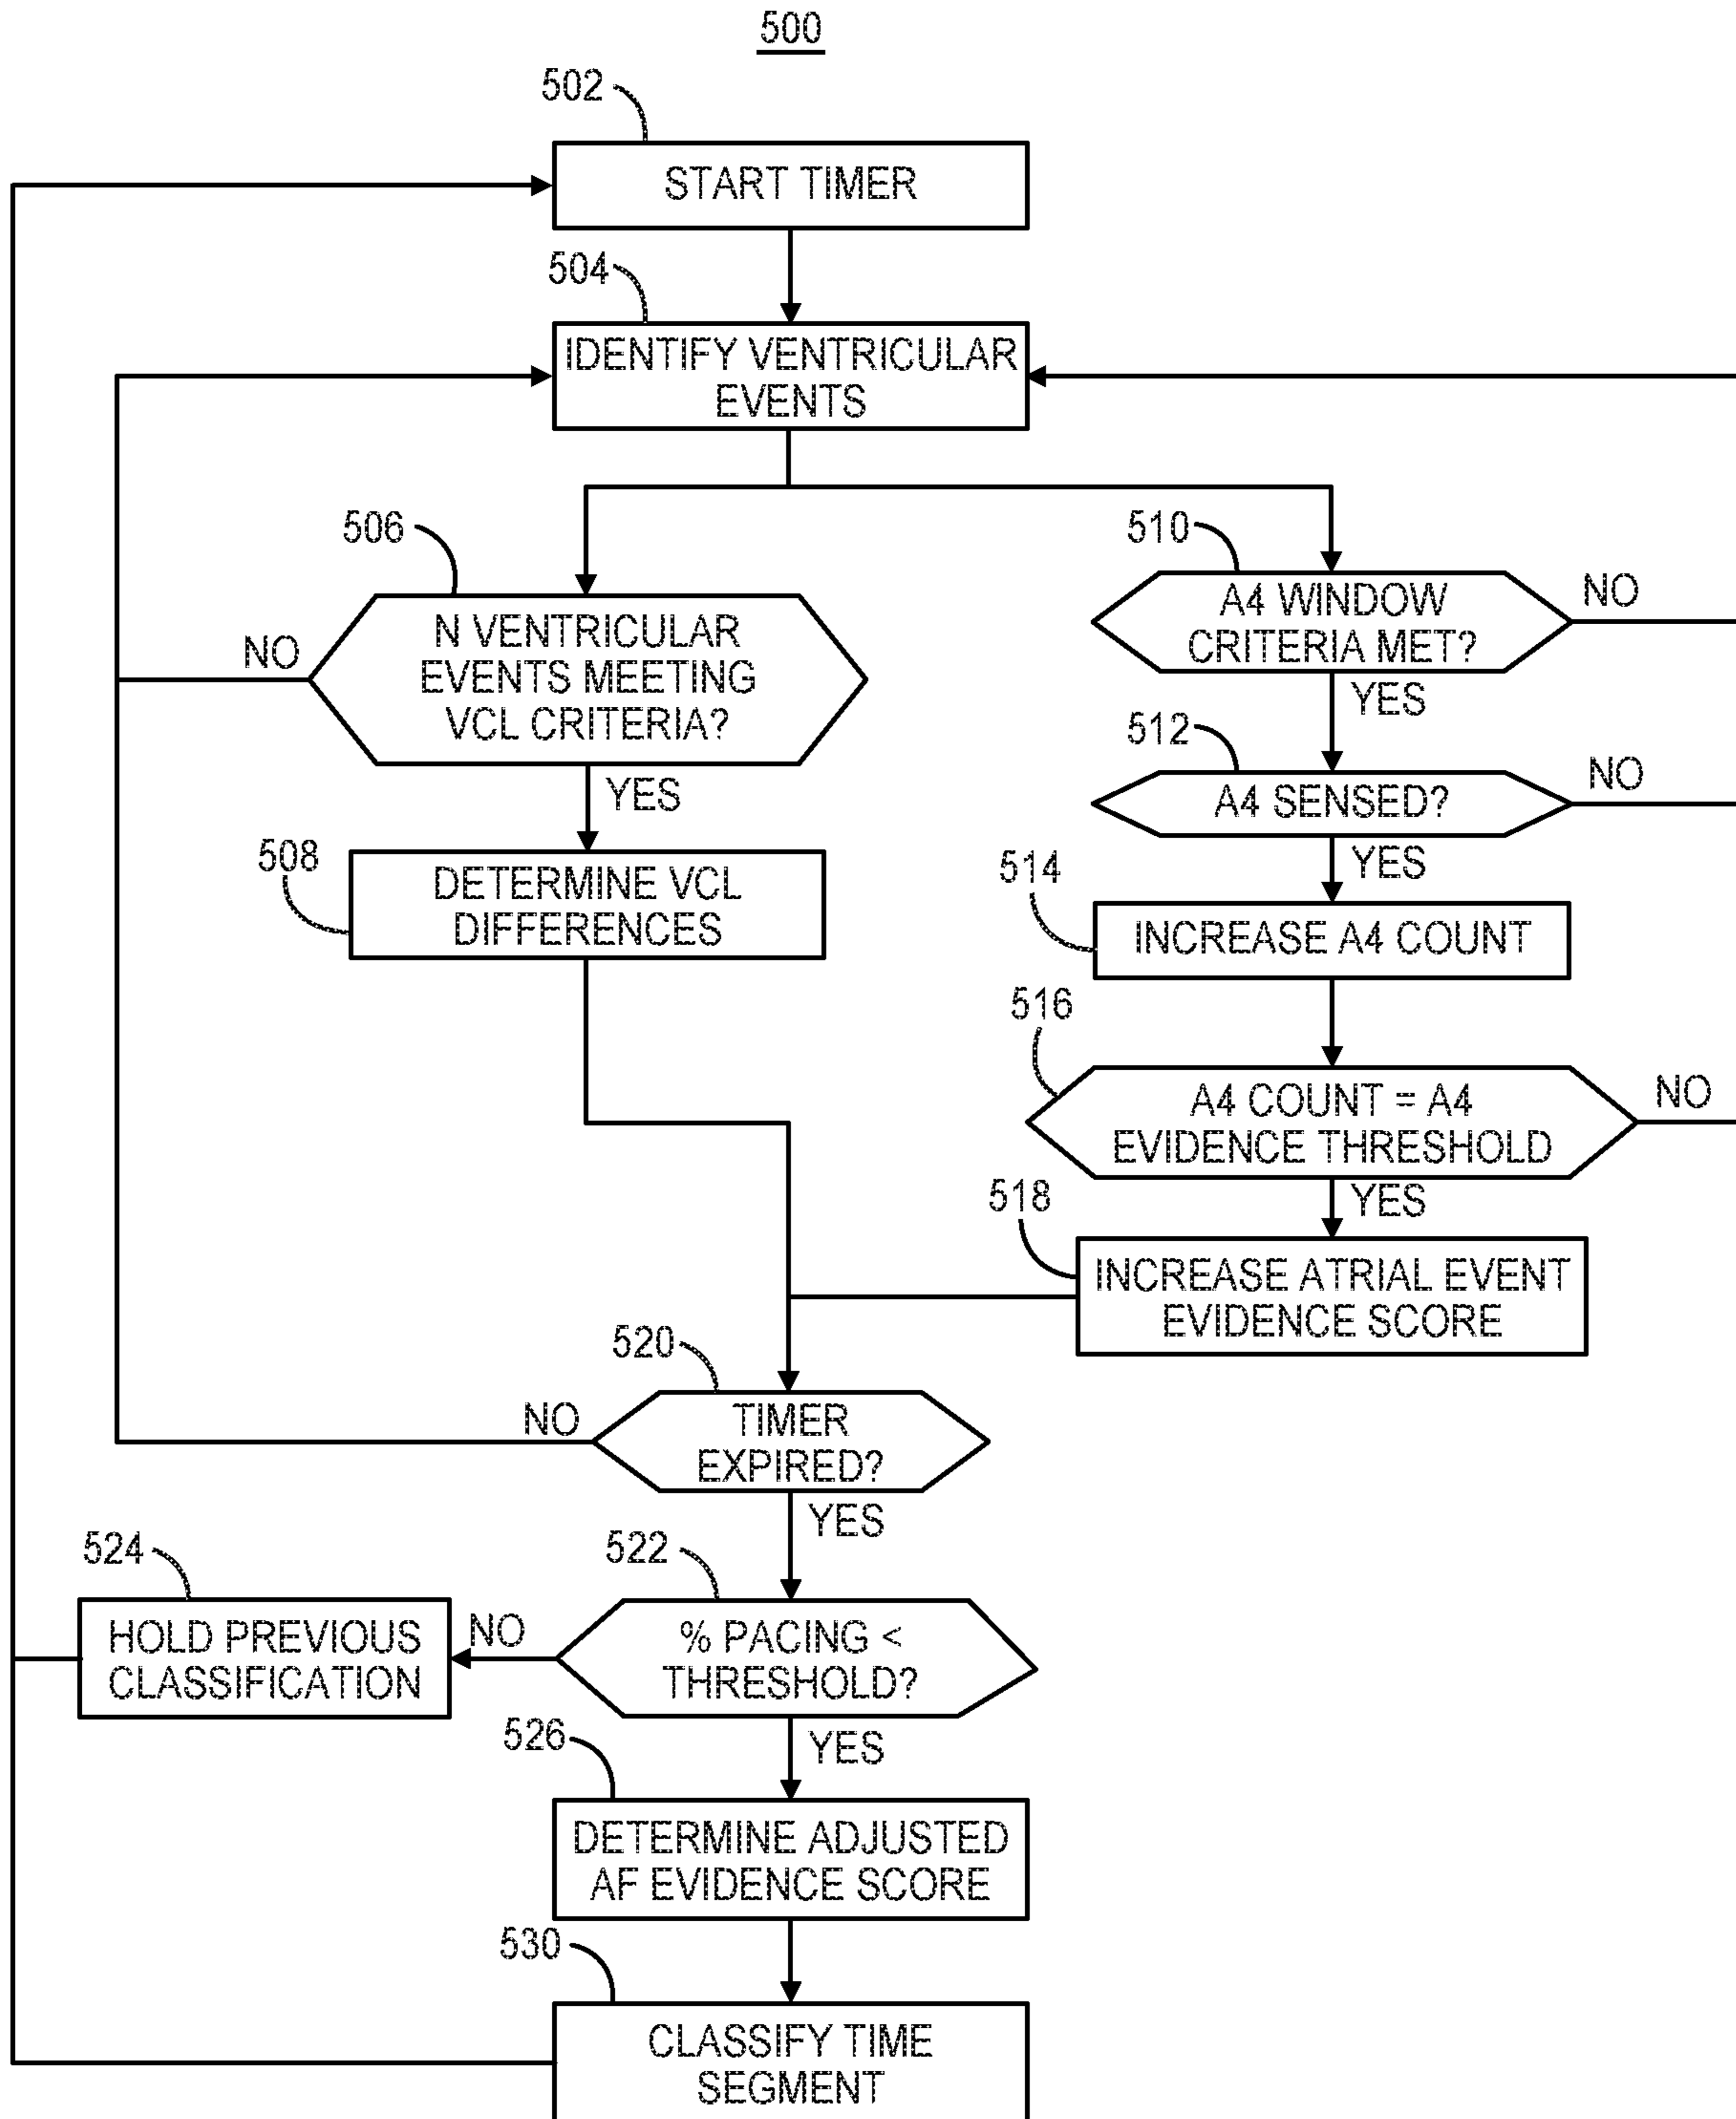 500
502
START TIMER
504
IDENTIFY VENTRICULAR
EVENTS
506
N VENTRICULAR
EVENTS MEETING
VCL CRITERIA?
NO
YES
508
DETERMINE VCL
DIFFERENCES
510
A4 WINDOW
CRITERIA MET?
NO
YES
512
A4 SENSED?
NO
YES
514
INCREASE A4 COUNT
516
A4 COUNT = A4
EVIDENCE THRESHOLD
NO
YES
518
INCREASE ATRIAL EVENT
EVIDENCE SCORE
520
TIMER
EXPIRED?
NO
YES
522
% PACING <
THRESHOLD?
NO
YES
524
HOLD PREVIOUS
CLASSIFICATION
526
DETERMINE ADJUSTED
AF EVIDENCE SCORE
530
CLASSIFY TIME
SEGMENT